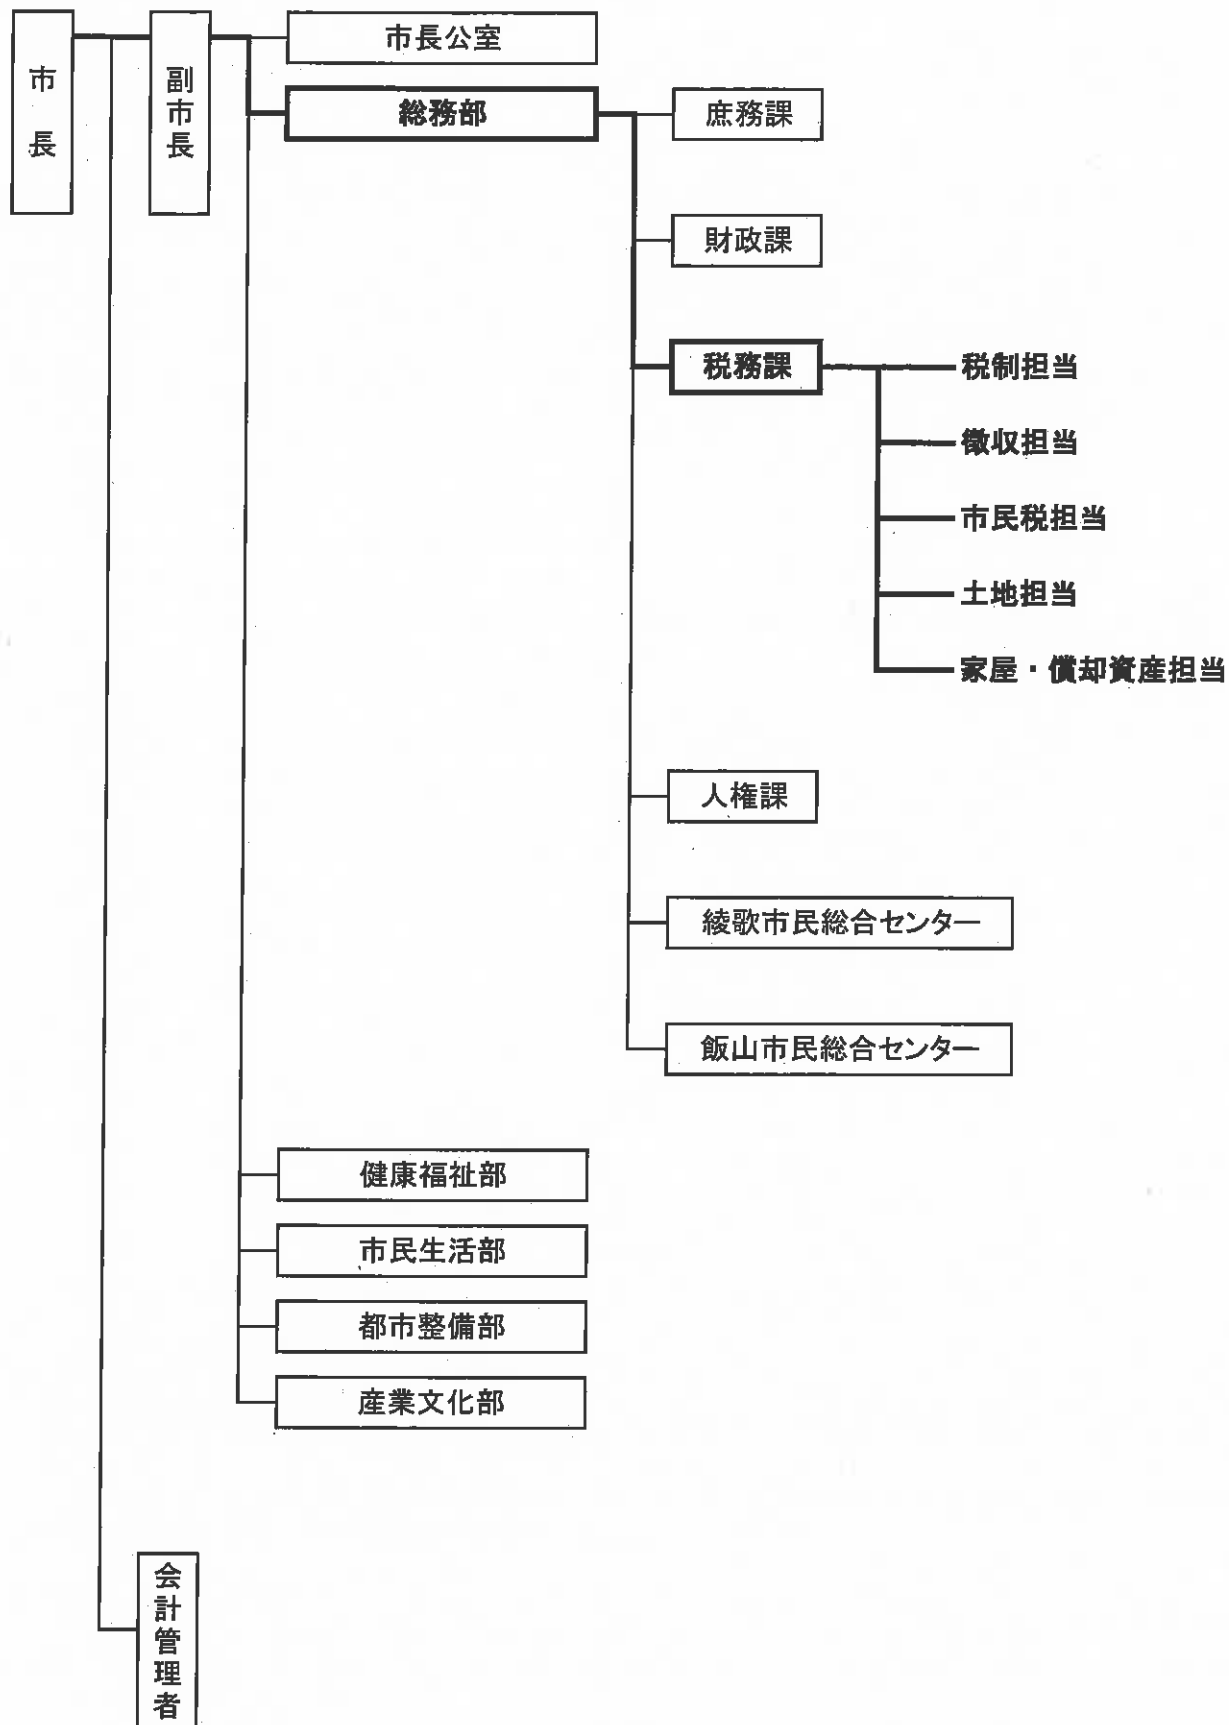 市長
副市長
市長公室
総務部
庶務課
財政課
税務課
税制担当
徴収担当
市民税担当
土地担当
家屋・償却資産担当
人権課
綾歌市民総合センター
飯山市民総合センター
健康福祉部
市民生活部
都市整備部
産業文化部
会計管理者